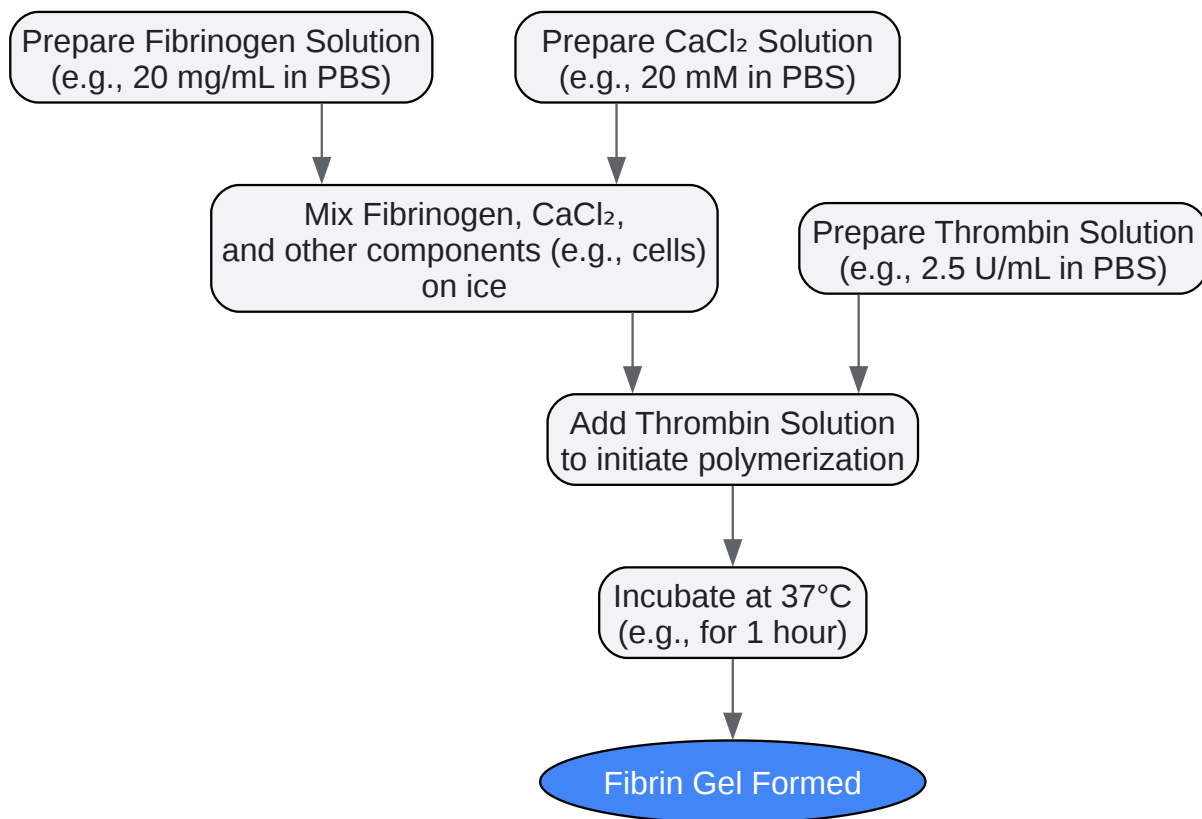 Prepare Fibrinogen Solution
(e.g., 20 mg/mL in PBS)
Prepare CaCl₂ Solution
(e.g., 20 mM in PBS)
Mix Fibrinogen, CaCl₂,
and other components (e.g., cells)
on ice
Prepare Thrombin Solution
(e.g., 2.5 U/mL in PBS)
Add Thrombin Solution
to initiate polymerization
Incubate at 37°C
(e.g., for 1 hour)
Fibrin Gel Formed